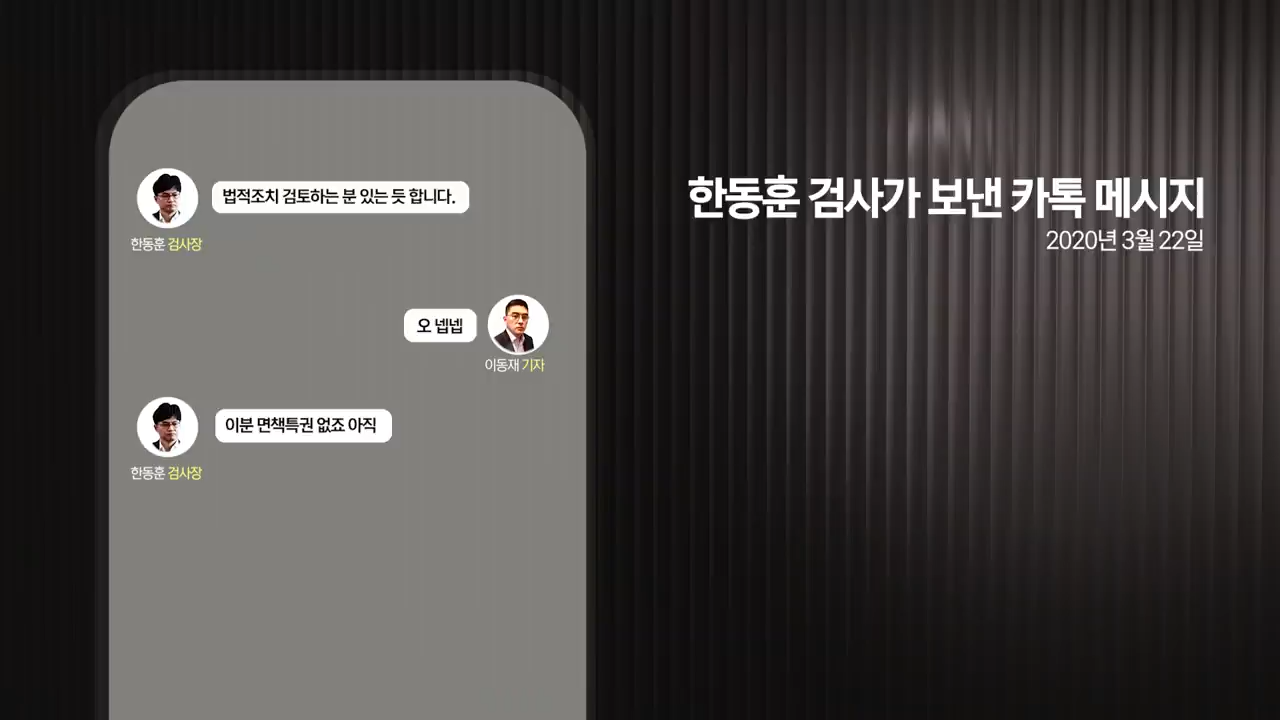 한동훈 검사가 보낸 카톡 메시지
2020년 3월 22일
법적조치 검토하는 분 있는 듯 합니다.
한동훈 검사장
오 넵넵
이동재 기자
이분 면책특권 없죠 아직
한동훈 검사장